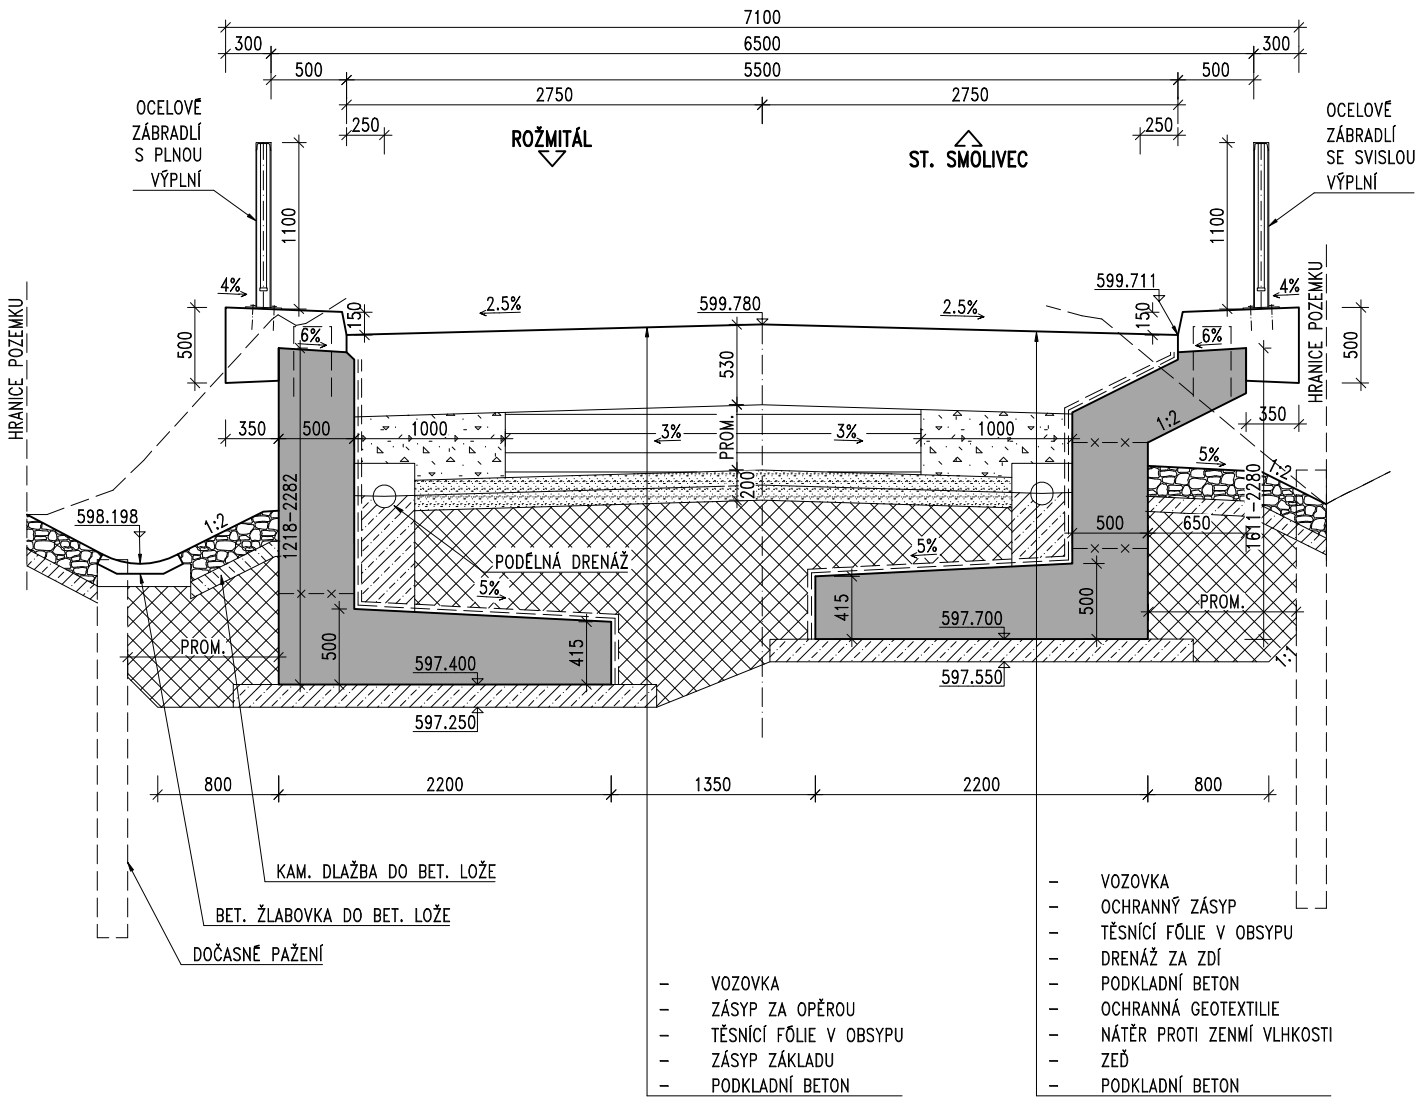 7100
300 6500 300
500 5500 500
2750 2750
250 250
OCELOVÉ
ZÁBRADLÍ
S PLNOU
VÝPLNÍ
ROŽMITÁL
ST. SMOLIVEC
OCELOVÉ
ZÁBRADLÍ
SE SVISLOU
VÝPLNÍ
1100
1100
HRANICE POZEMKU
HRANICE POZEMKU
4%
2.5%
599.780
2.5%
599.711
4%
150
150
500
6%
6%
500
530
350 500 1000 3% PROM. 3% 1000 1:2 350
200
5% 1:2
598.198
1:2
1218-2282
1611-2280
500 650
PODÉLNÁ DRENÁŽ
5%
5%
PROM.
500
415
597.400
597.250
415
597.700
597.550
500
PROM.
1:1
800 2200 1350 2200 800
KAM. DLAŽBA DO BET. LOŽE
BET. ŽLABOVKA DO BET. LOŽE
DOČASNÉ PAŽENÍ
- VOZOVKA
- ZÁSYP ZA OPĚROU
- TĚSNÍCÍ FÓLIE V OBSYPU
- ZÁSYP ZÁKLADU
- PODKLADNÍ BETON
- VOZOVKA
- OCHRANNÝ ZÁSYP
- TĚSNÍCÍ FÓLIE V OBSYPU
- DRENÁŽ ZA ZDÍ
- PODKLADNÍ BETON
- OCHRANNÁ GEOTEXTILIE
- NÁTĚR PROTI ZENMÍ VLHKOSTI
- ZEĎ
- PODKLADNÍ BETON